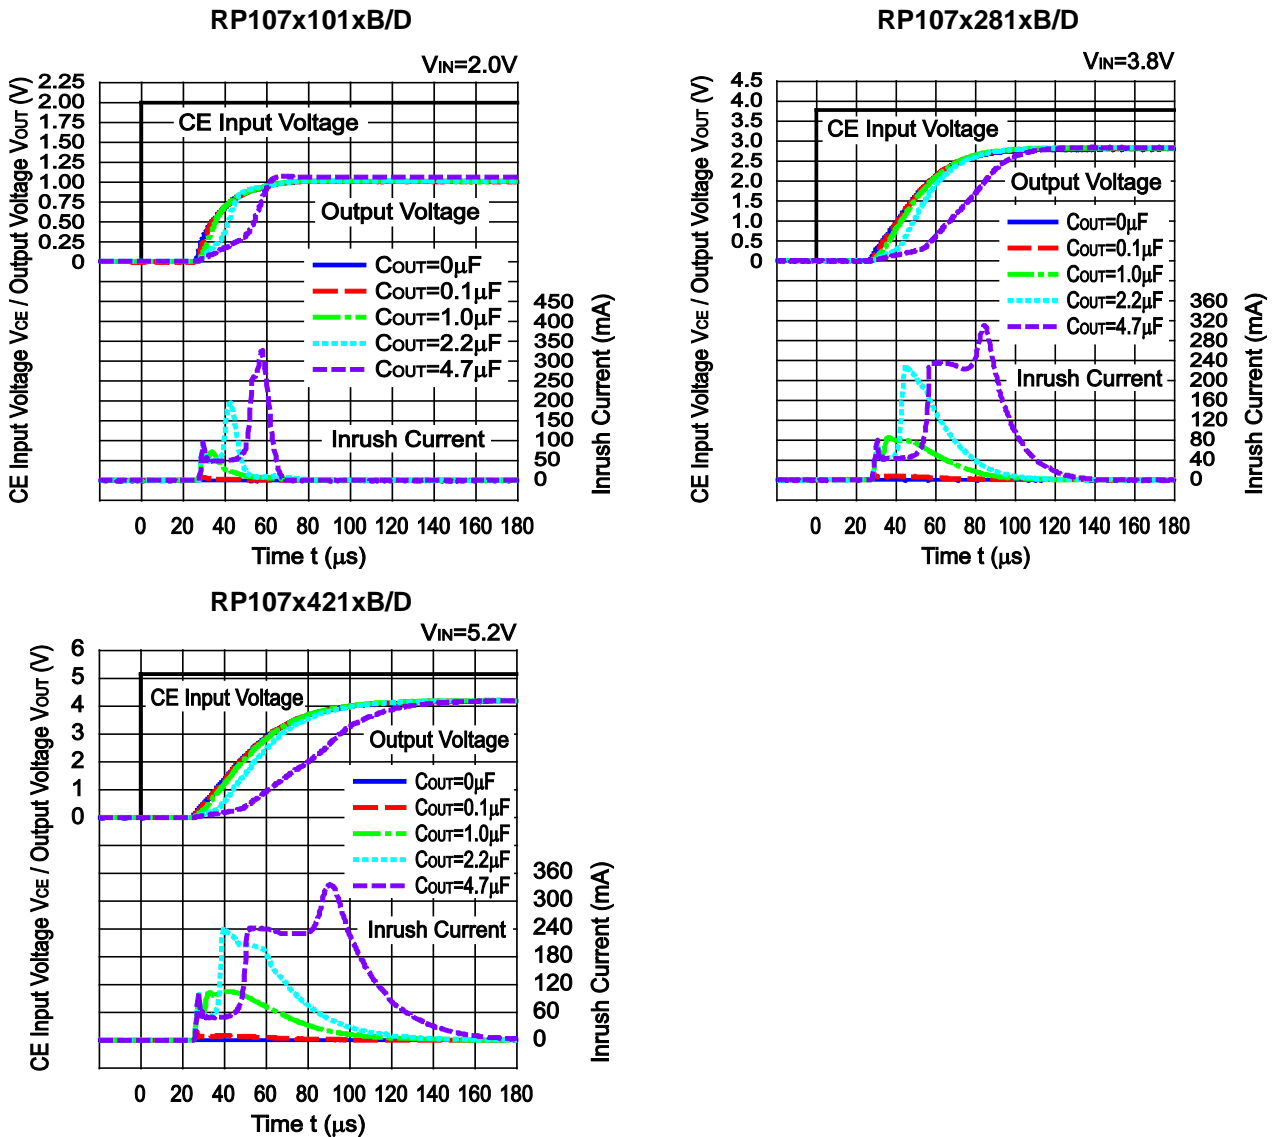 RP107x101xB/D
VIN=2.0V
CE Input Voltage VCE / Output Voltage VOUT (V)
2.25
2.00
1.75
1.50
1.25
1.00
0.75
0.50
0.25
0
CE Input Voltage
Output Voltage
COUT=0μF
COUT=0.1μF
COUT=1.0μF
COUT=2.2μF
COUT=4.7μF
Inrush Current
450
400
350
300
250
200
150
100
50
0
Inrush Current (mA)
0 20 40 60 80 100 120 140 160 180
Time t (μs)
RP107x281xB/D
VIN=3.8V
CE Input Voltage VCE / Output Voltage VOUT (V)
4.5
4.0
3.5
3.0
2.5
2.0
1.5
1.0
0.5
0
CE Input Voltage
Output Voltage
COUT=0μF
COUT=0.1μF
COUT=1.0μF
COUT=2.2μF
COUT=4.7μF
Inrush Current
360
320
280
240
200
160
120
80
40
0
Inrush Current (mA)
0 20 40 60 80 100 120 140 160 180
Time t (μs)
RP107x421xB/D
VIN=5.2V
CE Input Voltage VCE / Output Voltage VOUT (V)
6
5
4
3
2
1
0
CE Input Voltage
Output Voltage
COUT=0μF
COUT=0.1μF
COUT=1.0μF
COUT=2.2μF
COUT=4.7μF
Inrush Current
360
300
240
180
120
60
0
Inrush Current (mA)
0 20 40 60 80 100 120 140 160 180
Time t (μs)